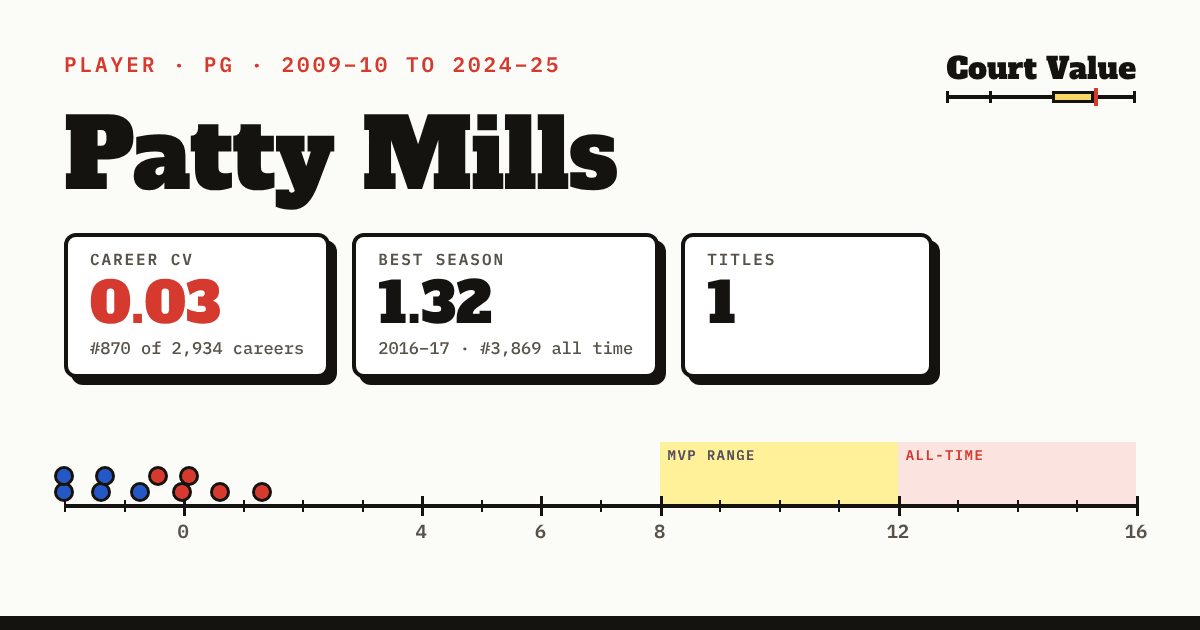 PLAYER · PG · 2009–10 TO 2024–25
Court Value
Patty Mills
CAREER CV
0.03
#870 of 2,934 careers
BEST SEASON
1.32
2016–17 · #3,869 all time
TITLES
1
MVP RANGE
ALL-TIME
0 4 6 8 12 16